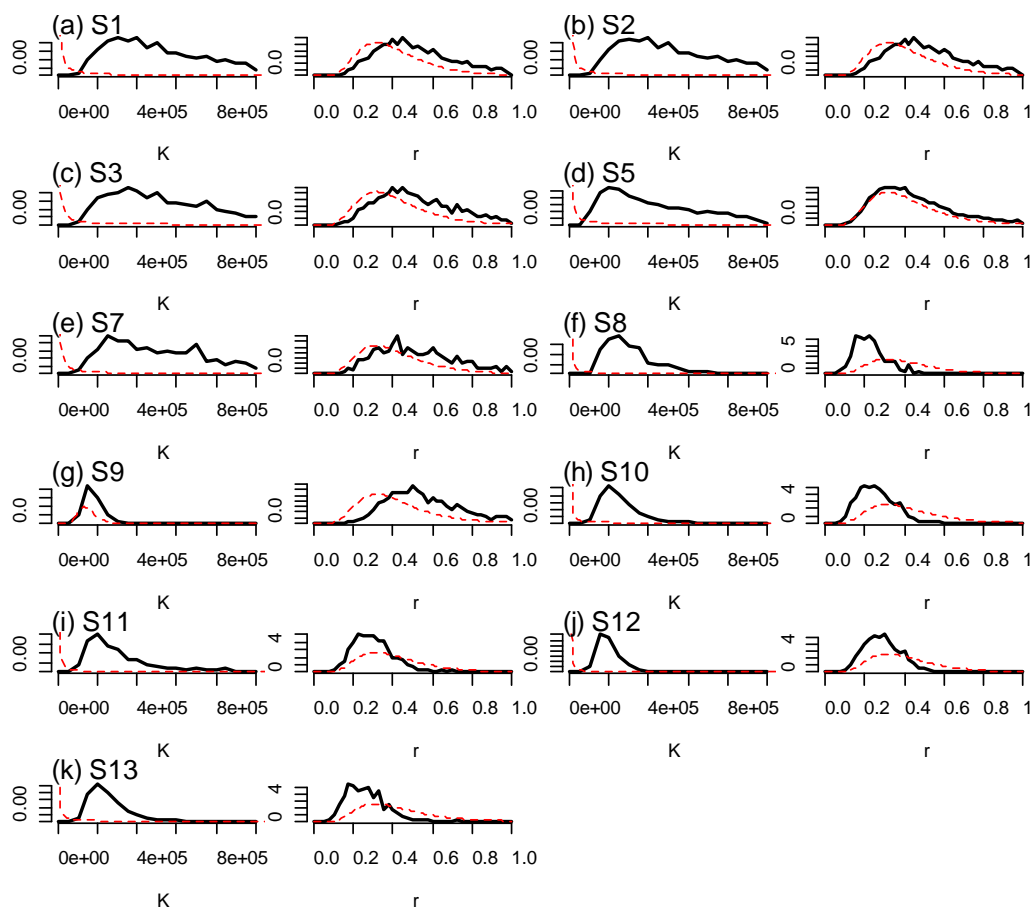 (a) S1
0.00
0e+00 4e+05 8e+05
K
0.0
0.0 0.2 0.4 0.6 0.8 1.0
r
(b) S2
0.00
0e+00 4e+05 8e+05
K
0.0
0.0 0.2 0.4 0.6 0.8 1
r
(c) S3
0.00
0e+00 4e+05 8e+05
K
0.0
0.0 0.2 0.4 0.6 0.8 1.0
r
(d) S5
0.00
0e+00 4e+05 8e+05
K
0.0
0.0 0.2 0.4 0.6 0.8 1
r
(e) S7
0.00
0e+00 4e+05 8e+05
K
0.0
0.0 0.2 0.4 0.6 0.8 1.0
r
(f) S8
0.00
0e+00 4e+05 8e+05
K
0 5
0.0 0.2 0.4 0.6 0.8 1
r
(g) S9
0.0
0e+00 4e+05 8e+05
K
0.0
0.0 0.2 0.4 0.6 0.8 1.0
r
(h) S10
0.00
0e+00 4e+05 8e+05
K
0 4
0.0 0.2 0.4 0.6 0.8 1
r
(i) S11
0.00
0e+00 4e+05 8e+05
K
0 4
0.0 0.2 0.4 0.6 0.8 1.0
r
(j) S12
0.00
0e+00 4e+05 8e+05
K
0 4
0.0 0.2 0.4 0.6 0.8 1
r
(k) S13
0.00
0e+00 4e+05 8e+05
K
0 4
0.0 0.2 0.4 0.6 0.8 1.0
r